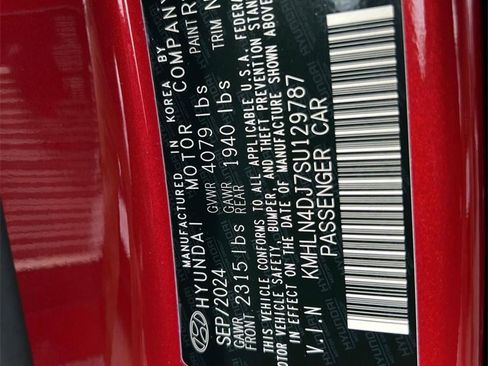 MANUFACTURED IN KOREA BY
HYUNDAI MOTOR COMPANY
SEP/2024 GVWR 4079 lbs PAINT
GAWR FRONT 2315 lbs GAWR REAR 1940 lbs TRIM N
THIS VEHICLE CONFORMS TO ALL APPLICABLE U.S.A. FEDERA
MOTOR VEHICLE SAFETY, BUMPER, AND THEFT PREVENTION STAN
IN EFFECT ON THE DATE OF MANUFACTURE SHOWN ABOVE
V.I.N KMHLN4DJ7SU129787
PASSENGER CAR